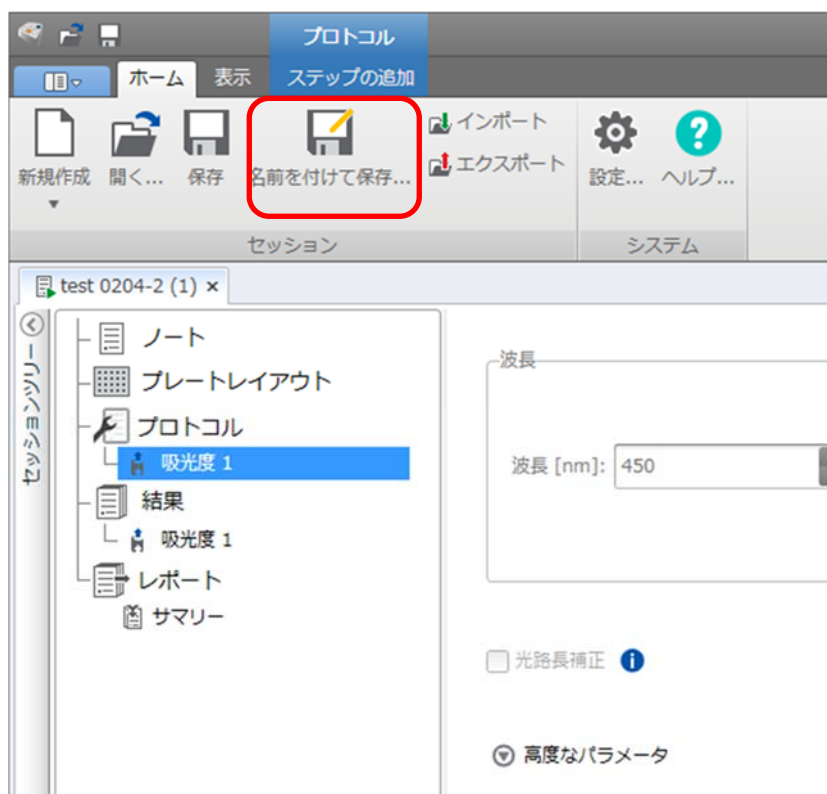 プロトコル
ホーム
表示
ステップの追加
新規作成
開く...
保存
名前を付けて保存...
インポート
エクスポート
設定...
ヘルプ...
セッション
システム
test 0204-2 (1) ×
セッションツリー
ノート
プレートレイアウト
プロトコル
吸光度 1
結果
吸光度 1
レポート
サマリー
波長
波長 [nm]: 450
光路長補正
高度なパラメータ